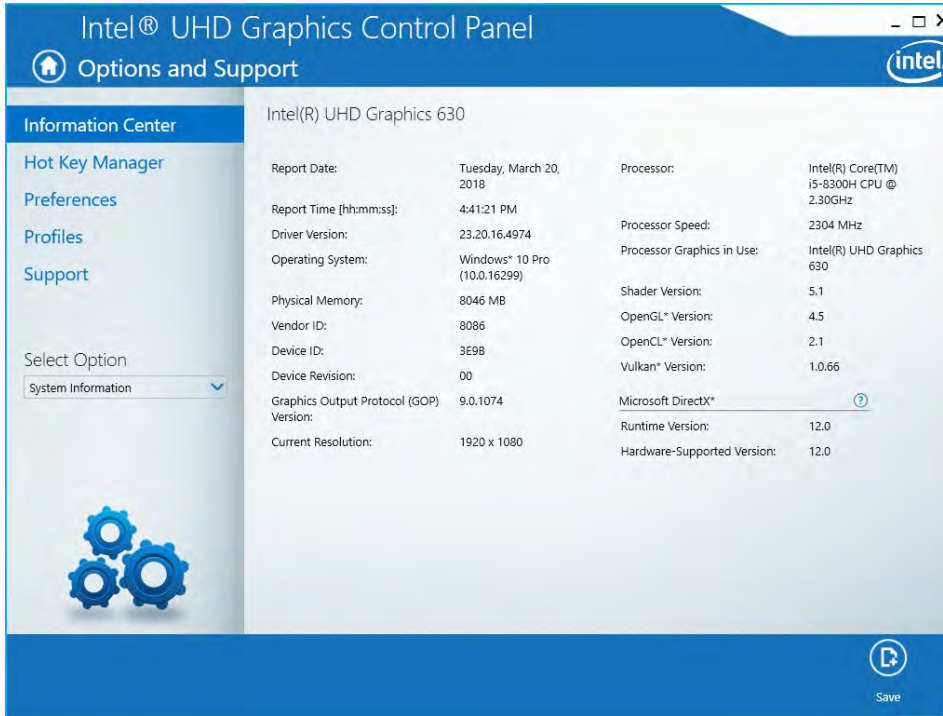 Intel® UHD Graphics Control Panel
Options and Support
intel
Information Center
Hot Key Manager
Preferences
Profiles
Support
Select Option
System Information
Intel(R) UHD Graphics 630
Report Date: Tuesday, March 20,
2018
Report Time [hh:mm:ss]: 4:41:21 PM
Driver Version: 23.20.16.4974
Operating System: Windows* 10 Pro
(10.0.16299)
Physical Memory: 8046 MB
Vendor ID: 8086
Device ID: 3E9B
Device Revision: 00
Graphics Output Protocol (GOP) 9.0.1074
Version:
Current Resolution: 1920 x 1080
Processor: Intel(R) Core(TM)
i5-8300H CPU @
2.30GHz
Processor Speed: 2304 MHz
Processor Graphics in Use: Intel(R) UHD Graphics
630
Shader Version: 5.1
OpenGL* Version: 4.5
OpenCL* Version: 2.1
Vulkan* Version: 1.0.66
Microsoft DirectX* ?
Runtime Version: 12.0
Hardware-Supported Version: 12.0
Save